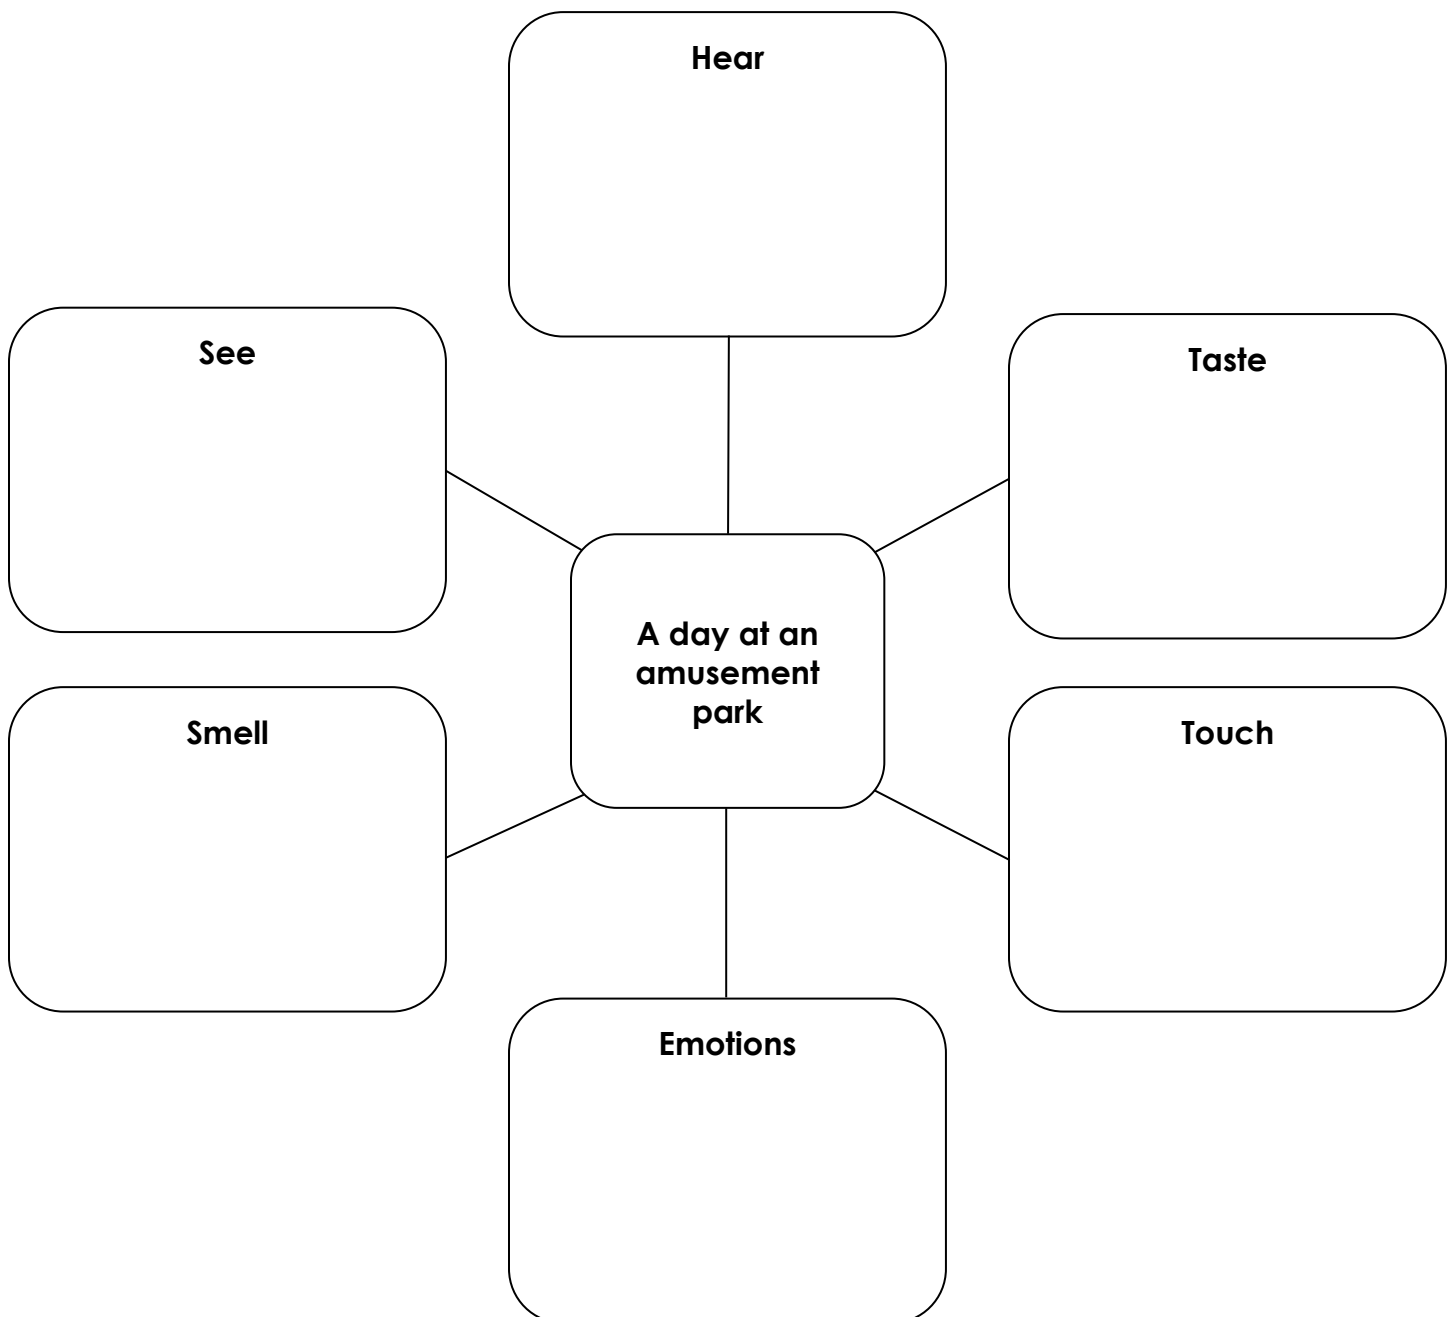 Hear
See
Taste
A day at an
amusement
park
Smell
Touch
Emotions